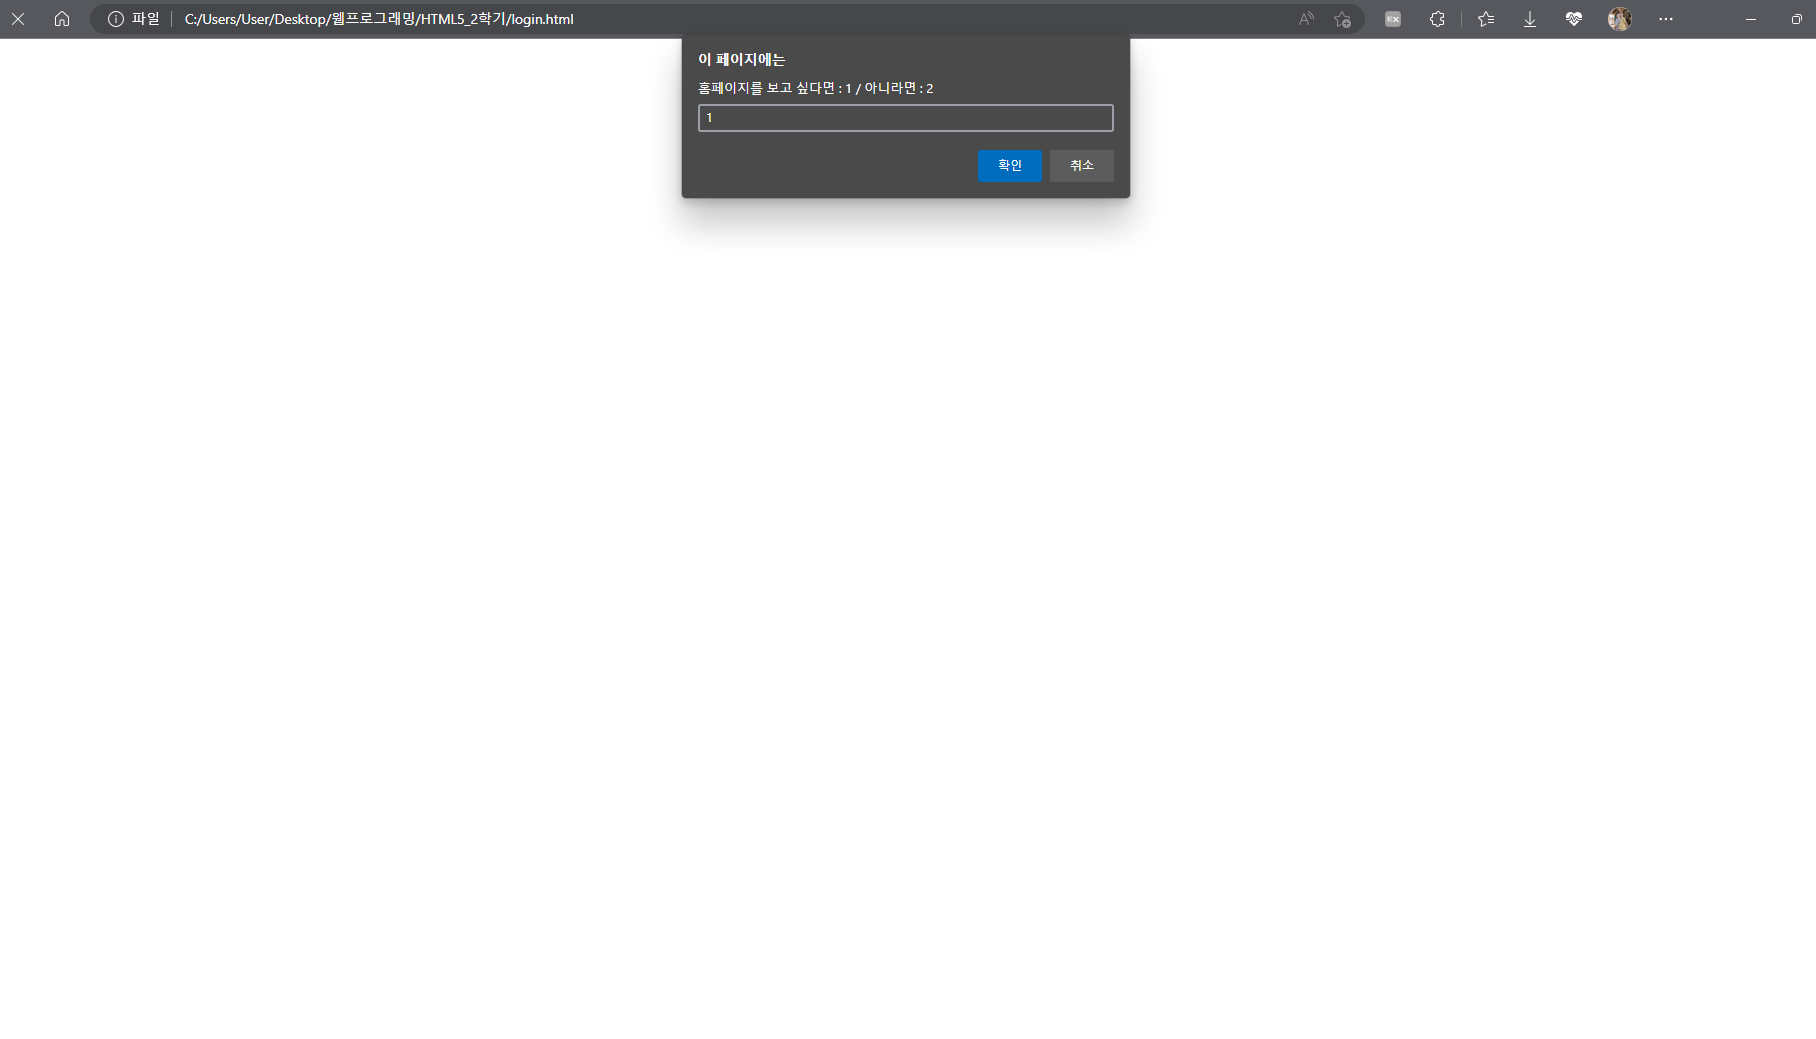 파일 C:/Users/User/Desktop/웹프로그래밍/HTML5_2학기/login.html
이 페이지에는
홈페이지를 보고 싶다면 : 1 / 아니라면 : 2
1
확인 취소